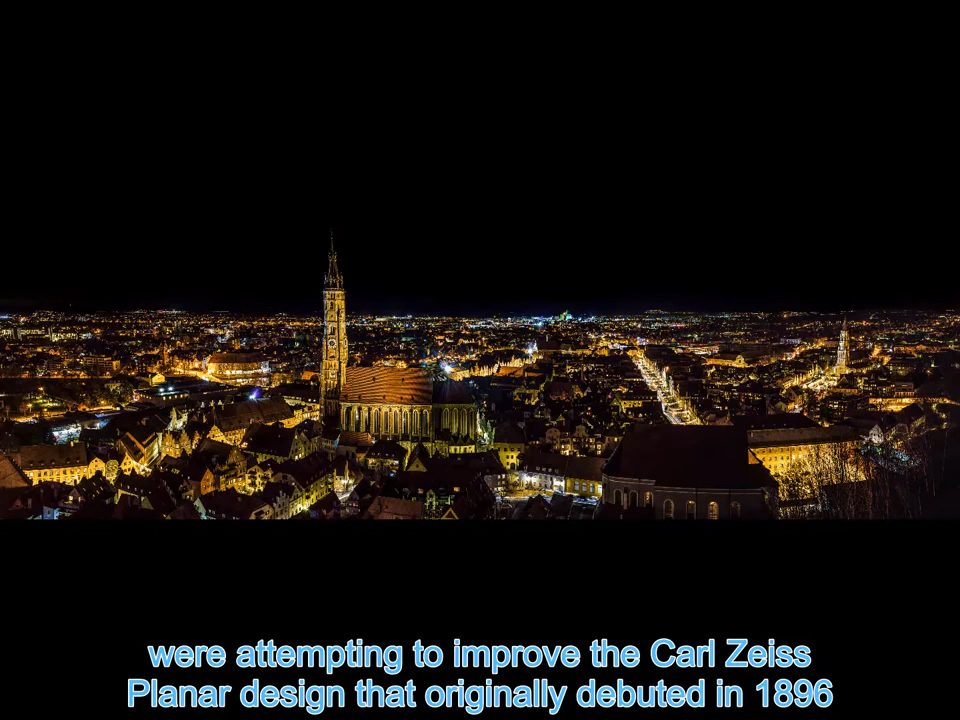 were attempting to improve the Carl Zeiss
Planar design that originally debuted in 1896